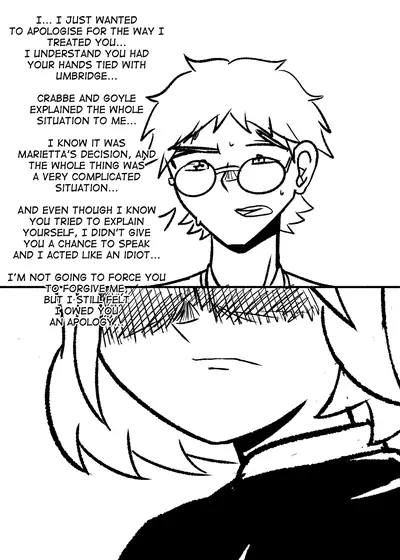 I... I JUST WANTED
TO APOLOGISE FOR THE WAY I
TREATED YOU...
I UNDERSTAND YOU HAD
YOUR HANDS TIED WITH
UMBRIDGE...
CRABBE AND GOYLE
EXPLAINED THE WHOLE
SITUATION TO ME...
I KNOW IT WAS
MARIETTA'S DECISION, AND
THE WHOLE THING WAS
A VERY COMPLICATED
SITUATION...
AND EVEN THOUGH I KNOW
YOU TRIED TO EXPLAIN
YOURSELF, I DIDN'T GIVE
YOU A CHANCE TO SPEAK
AND I ACTED LIKE AN IDIOT...
I'M NOT GOING TO FORCE YOU
TO FORGIVE ME,
BUT I STILL FELT
I OWED YOU
AN APOLOGY...